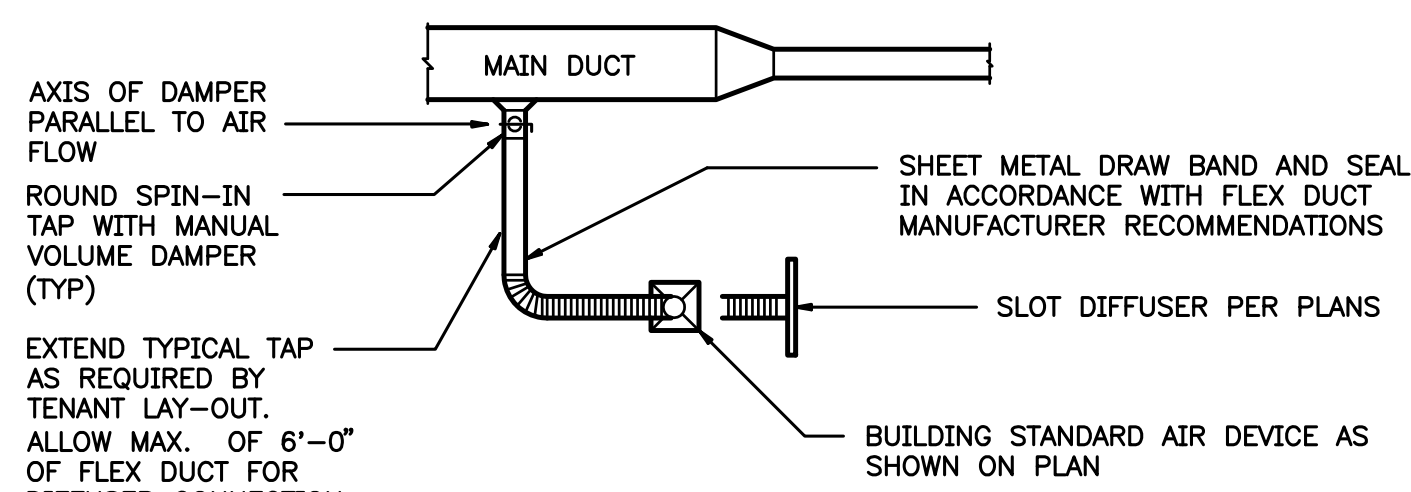 MAIN DUCT
AXIS OF DAMPER
PARALLEL TO AIR
FLOW
ROUND SPIN-IN
TAP WITH MANUAL
VOLUME DAMPER
(TYP)
EXTEND TYPICAL TAP
AS REQUIRED BY
TENANT LAY-OUT.
ALLOW MAX. OF 6'-0"
OF FLEX DUCT FOR
SHEET METAL DRAW BAND AND SEAL
IN ACCORDANCE WITH FLEX DUCT
MANUFACTURER RECOMMENDATIONS
SLOT DIFFUSER PER PLANS
BUILDING STANDARD AIR DEVICE AS
SHOWN ON PLAN